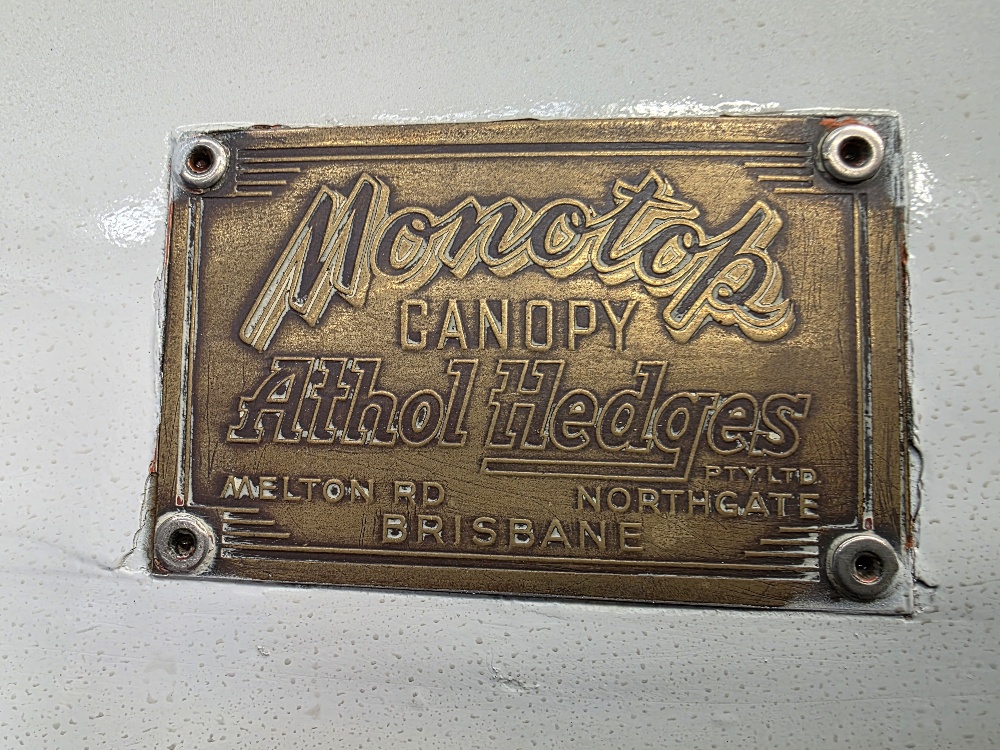 Monotop
CANOPY
Athol Hedges
PTY. LTD.
MELTON RD NORTHGATE
BRISBANE